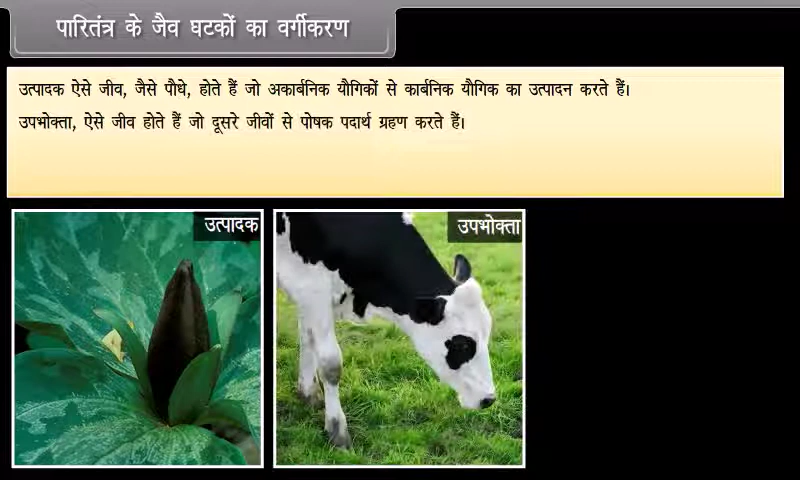 पारितंत्र के जैव घटकों का वर्गीकरण
उत्पादक ऐसे जीव, जैसे पौधे, होते हैं जो अकार्बनिक यौगिकों से कार्बनिक यौगिक का उत्पादन करते हैं।
उपभोक्ता, ऐसे जीव होते हैं जो दूसरे जीवों से पोषक पदार्थ ग्रहण करते हैं।
उत्पादक
उपभोक्ता